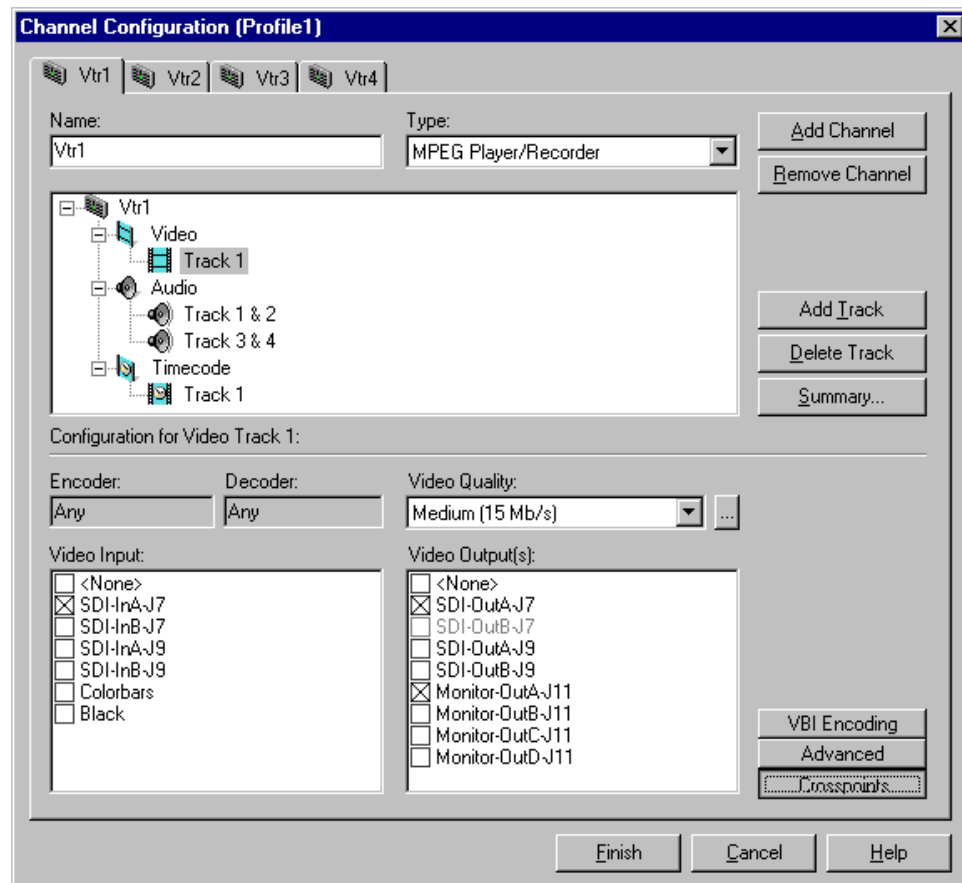 Channel Configuration (Profile1)
Vtr1
Vtr2
Vtr3
Vtr4
Name:
Type:
Vtr1
MPEG Player/Recorder
Add Channel
Remove Channel
Vtr1
Video
Track 1
Audio
Track 1 & 2
Track 3 & 4
Timecode
Track 1
Add Track
Delete Track
Summary...
Configuration for Video Track 1:
Encoder:
Decoder:
Video Quality:
Any
Any
Medium (15 Mb/s)
...
Video Input:
<None>
SDI-InA-J7
SDI-InB-J7
SDI-InA-J9
SDI-InB-J9
Colorbars
Black
Video Output(s):
<None>
SDI-OutA-J7
SDI-OutB-J7
SDI-OutA-J9
SDI-OutB-J9
Monitor-OutA-J11
Monitor-OutB-J11
Monitor-OutC-J11
Monitor-OutD-J11
VBI Encoding
Advanced
Crosspoints
Finish
Cancel
Help